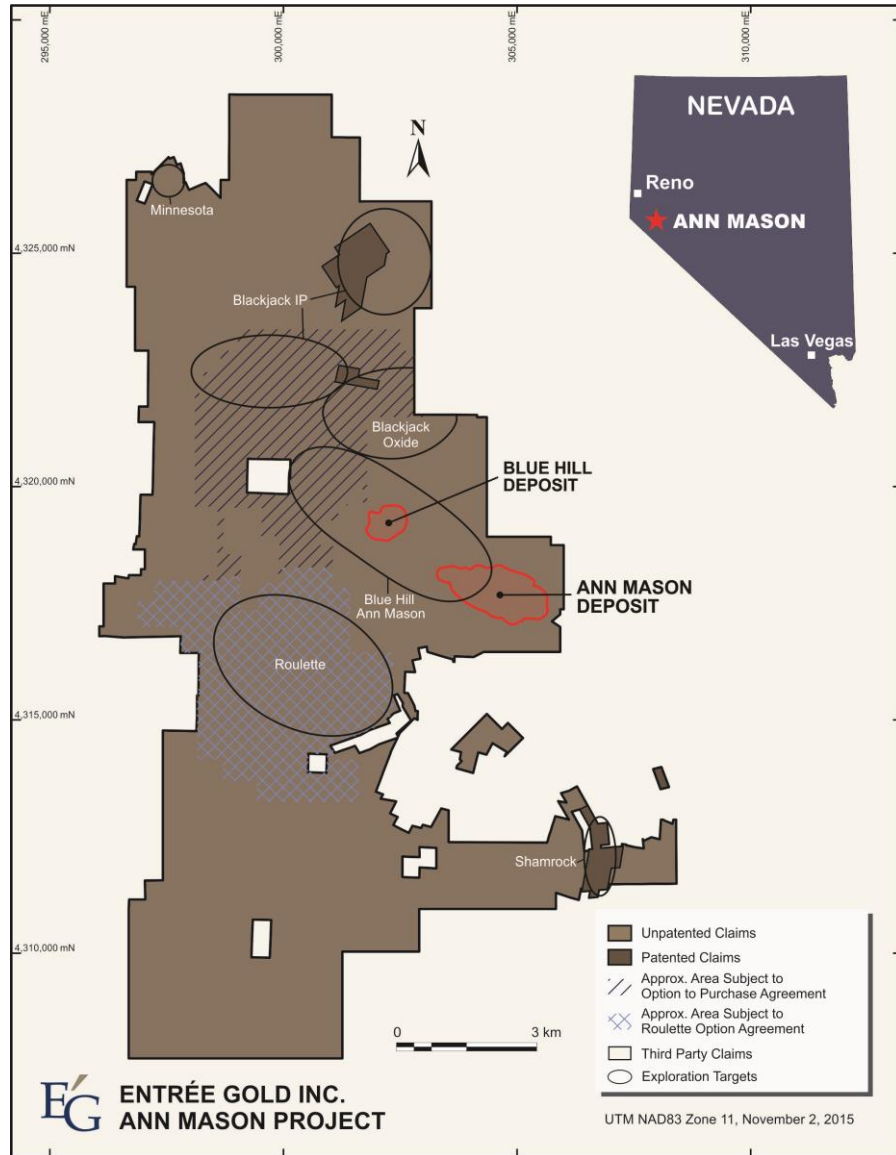 295,000 mE
300,000 mE
305,000 mE
310,000 mE
N
NEVADA
Reno
ANN MASON
Las Vegas
Minnesota
4,325,000 mN
Blackjack IP
Blackjack
Oxide
4,320,000 mN
BLUE HILL
DEPOSIT
ANN MASON
DEPOSIT
Blue Hill
Ann Mason
Roulette
4,315,000 mN
Shamrock
4,310,000 mN
Unpatented Claims
Patented Claims
Approx. Area Subject to
Option to Purchase Agreement
Approx. Area Subject to
Roulette Option Agreement
Third Party Claims
Exploration Targets
0 3 km
EG
ENTRÉE GOLD INC.
ANN MASON PROJECT
UTM NAD83 Zone 11, November 2, 2015